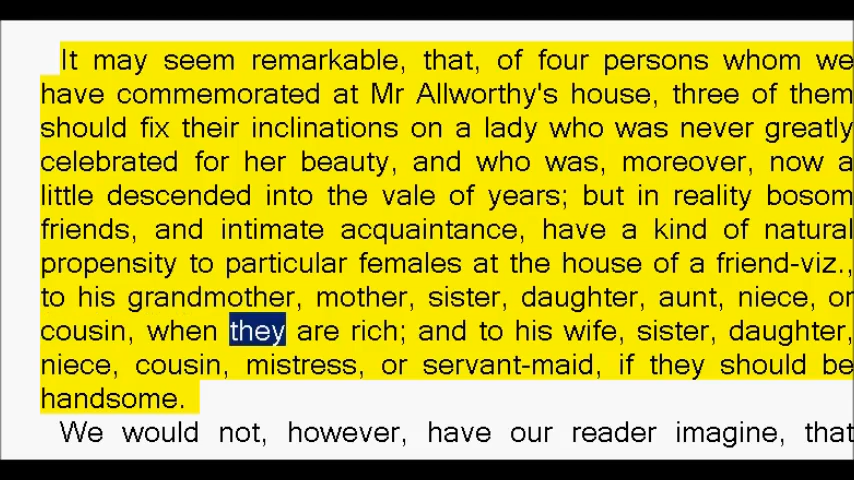 It may seem remarkable, that, of four persons whom we
have commemorated at Mr Allworthy's house, three of them
should fix their inclinations on a lady who was never greatly
celebrated for her beauty, and who was, moreover, now a
little descended into the vale of years; but in reality bosom
friends, and intimate acquaintance, have a kind of natural
propensity to particular females at the house of a friend-viz.,
to his grandmother, mother, sister, daughter, aunt, niece, or
cousin, when they are rich; and to his wife, sister, daughter,
niece, cousin, mistress, or servant-maid, if they should be
handsome.
We would not, however, have our reader imagine, that